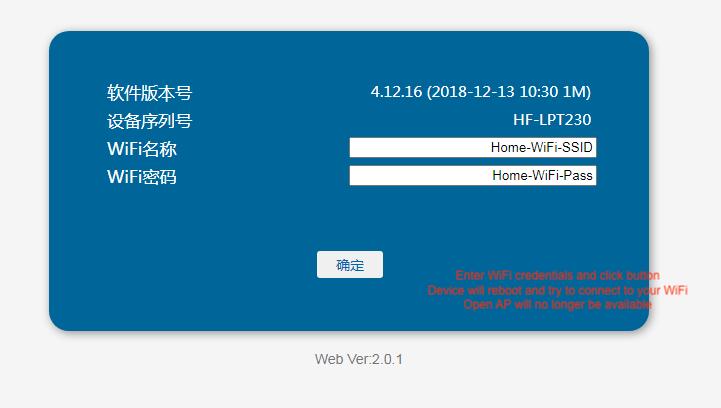 软件版本号 4.12.16 (2018-12-13 10:30 1M)
设备序列号 HF-LPT230
WiFi名称 Home-WiFi-SSID
WiFi密码 Home-WiFi-Pass
确定
Enter WiFi credentials and click button
Device will reboot and try to connect to your WiFi
Open AP will no longer be available
Web Ver:2.0.1